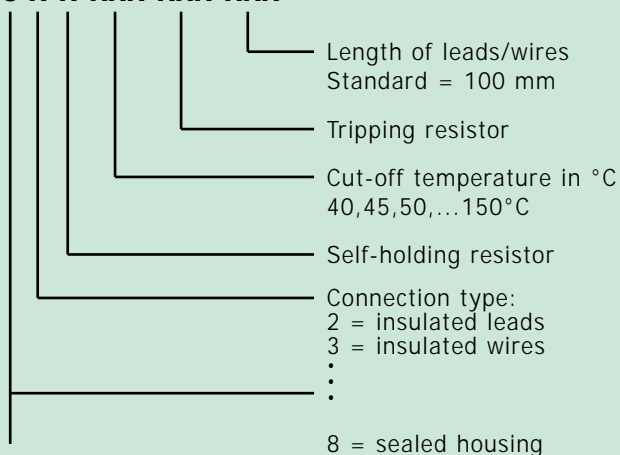 Length of leads/wires
Standard = 100 mm
Tripping resistor
Cut-off temperature in °C
40,45,50,...150°C
Self-holding resistor
Connection type:
2 = insulated leads
3 = insulated wires
8 = sealed housing